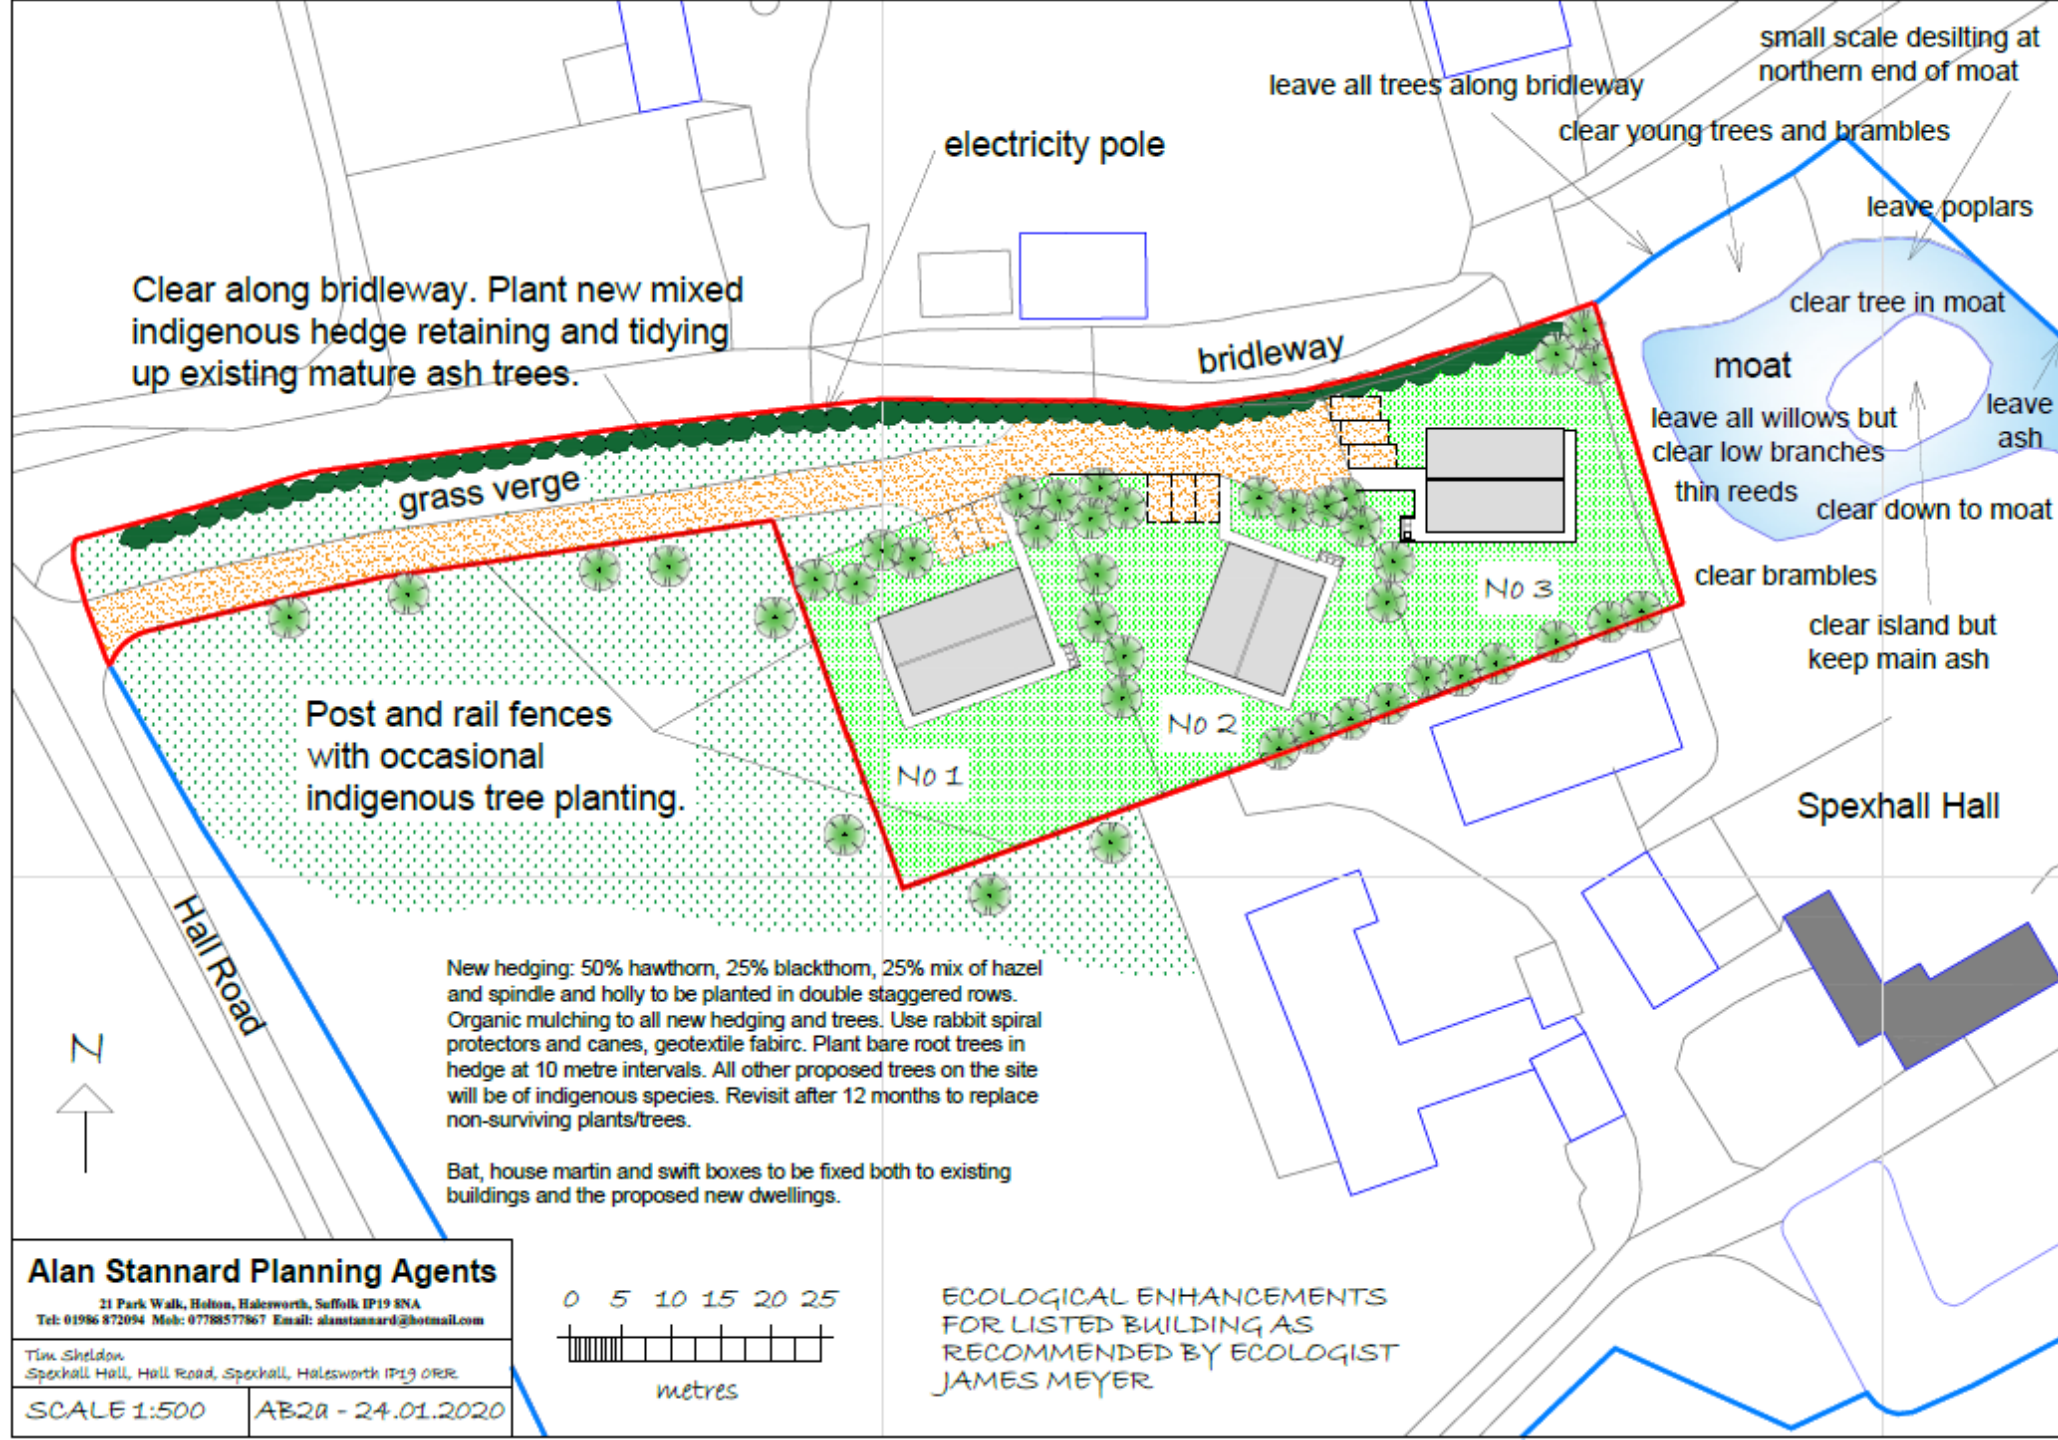 small scale desilting at
northern end of moat
leave all trees along bridleway
clear young trees and brambles
electricity pole
leave poplars
Clear along bridleway. Plant new mixed
indigenous hedge retaining and tidying
up existing mature ash trees.
clear tree in moat
bridleway
moat
leave all willows but
clear low branches
thin reeds
leave
ash
clear down to moat
grass verge
clear brambles
No 3
clear island but
keep main ash
Post and rail fences
with occasional
indigenous tree planting.
No 2
No 1
Spexhall Hall
Hall Road
New hedging: 50% hawthorn, 25% blackthorn, 25% mix of hazel
and spindle and holly to be planted in double staggered rows.
Organic mulching to all new hedging and trees. Use rabbit spiral
protectors and canes, geotextile fabirc. Plant bare root trees in
hedge at 10 metre intervals. All other proposed trees on the site
will be of indigenous species. Revisit after 12 months to replace
non-surviving plants/trees.
Bat, house martin and swift boxes to be fixed both to existing
buildings and the proposed new dwellings.
N
Alan Stannard Planning Agents
21 Park Walk, Holton, Halesworth, Suffolk IP19 8NA
Tel: 01986 872094 Mob: 07788577867 Email: alanstannard@hotmail.com
Tim Sheldon
Spexhall Hall, Hall Road, Spexhall, Halesworth IP19 0RR
SCALE 1:500
AB2a - 24.01.2020
0 5 10 15 20 25
metres
ECOLOGICAL ENHANCEMENTS
FOR LISTED BUILDING AS
RECOMMENDED BY ECOLOGIST
JAMES MEYER